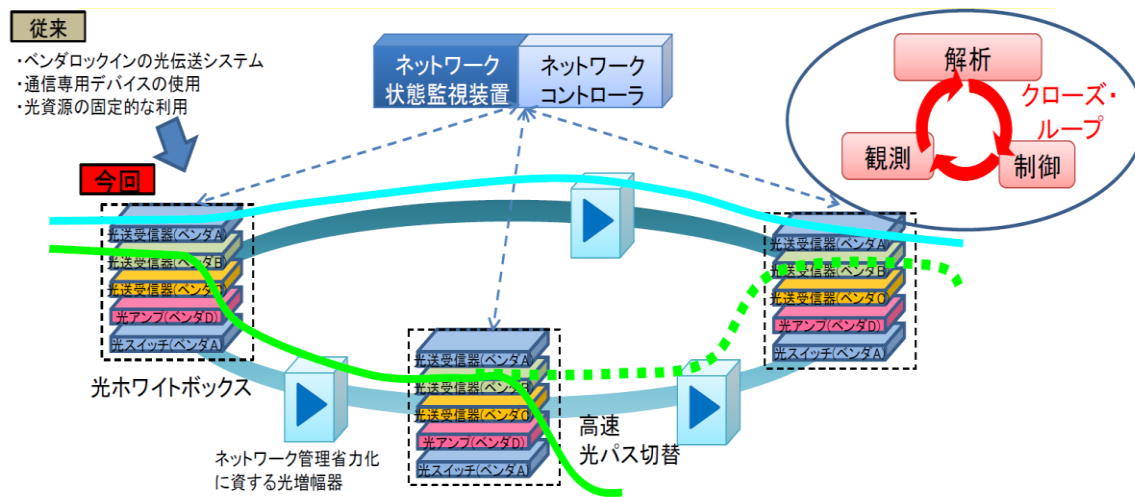 従来
・ベンダロックインの光伝送システム
・通信専用デバイスの使用
・光資源の固定的な利用
ネットワーク
状態監視装置
ネットワーク
コントローラ
解析
クローズ・
ループ
観測
制御
今回
光送受信器(ベンダA)
光送受信器(ベンダB)
光送受信器(ベンダC)
光アンプ(ベンダD)
光スイッチ(ベンダA)
光ホワイトボックス
光送受信器(ベンダA)
光送受信器(ベンダB)
光送受信器(ベンダC)
光アンプ(ベンダD)
光スイッチ(ベンダA)
光送受信器(ベンダA)
光送受信器(ベンダB)
光送受信器(ベンダC)
光アンプ(ベンダD)
光スイッチ(ベンダA)
高速
光パス切替
ネットワーク管理省力化
に資する光増幅器